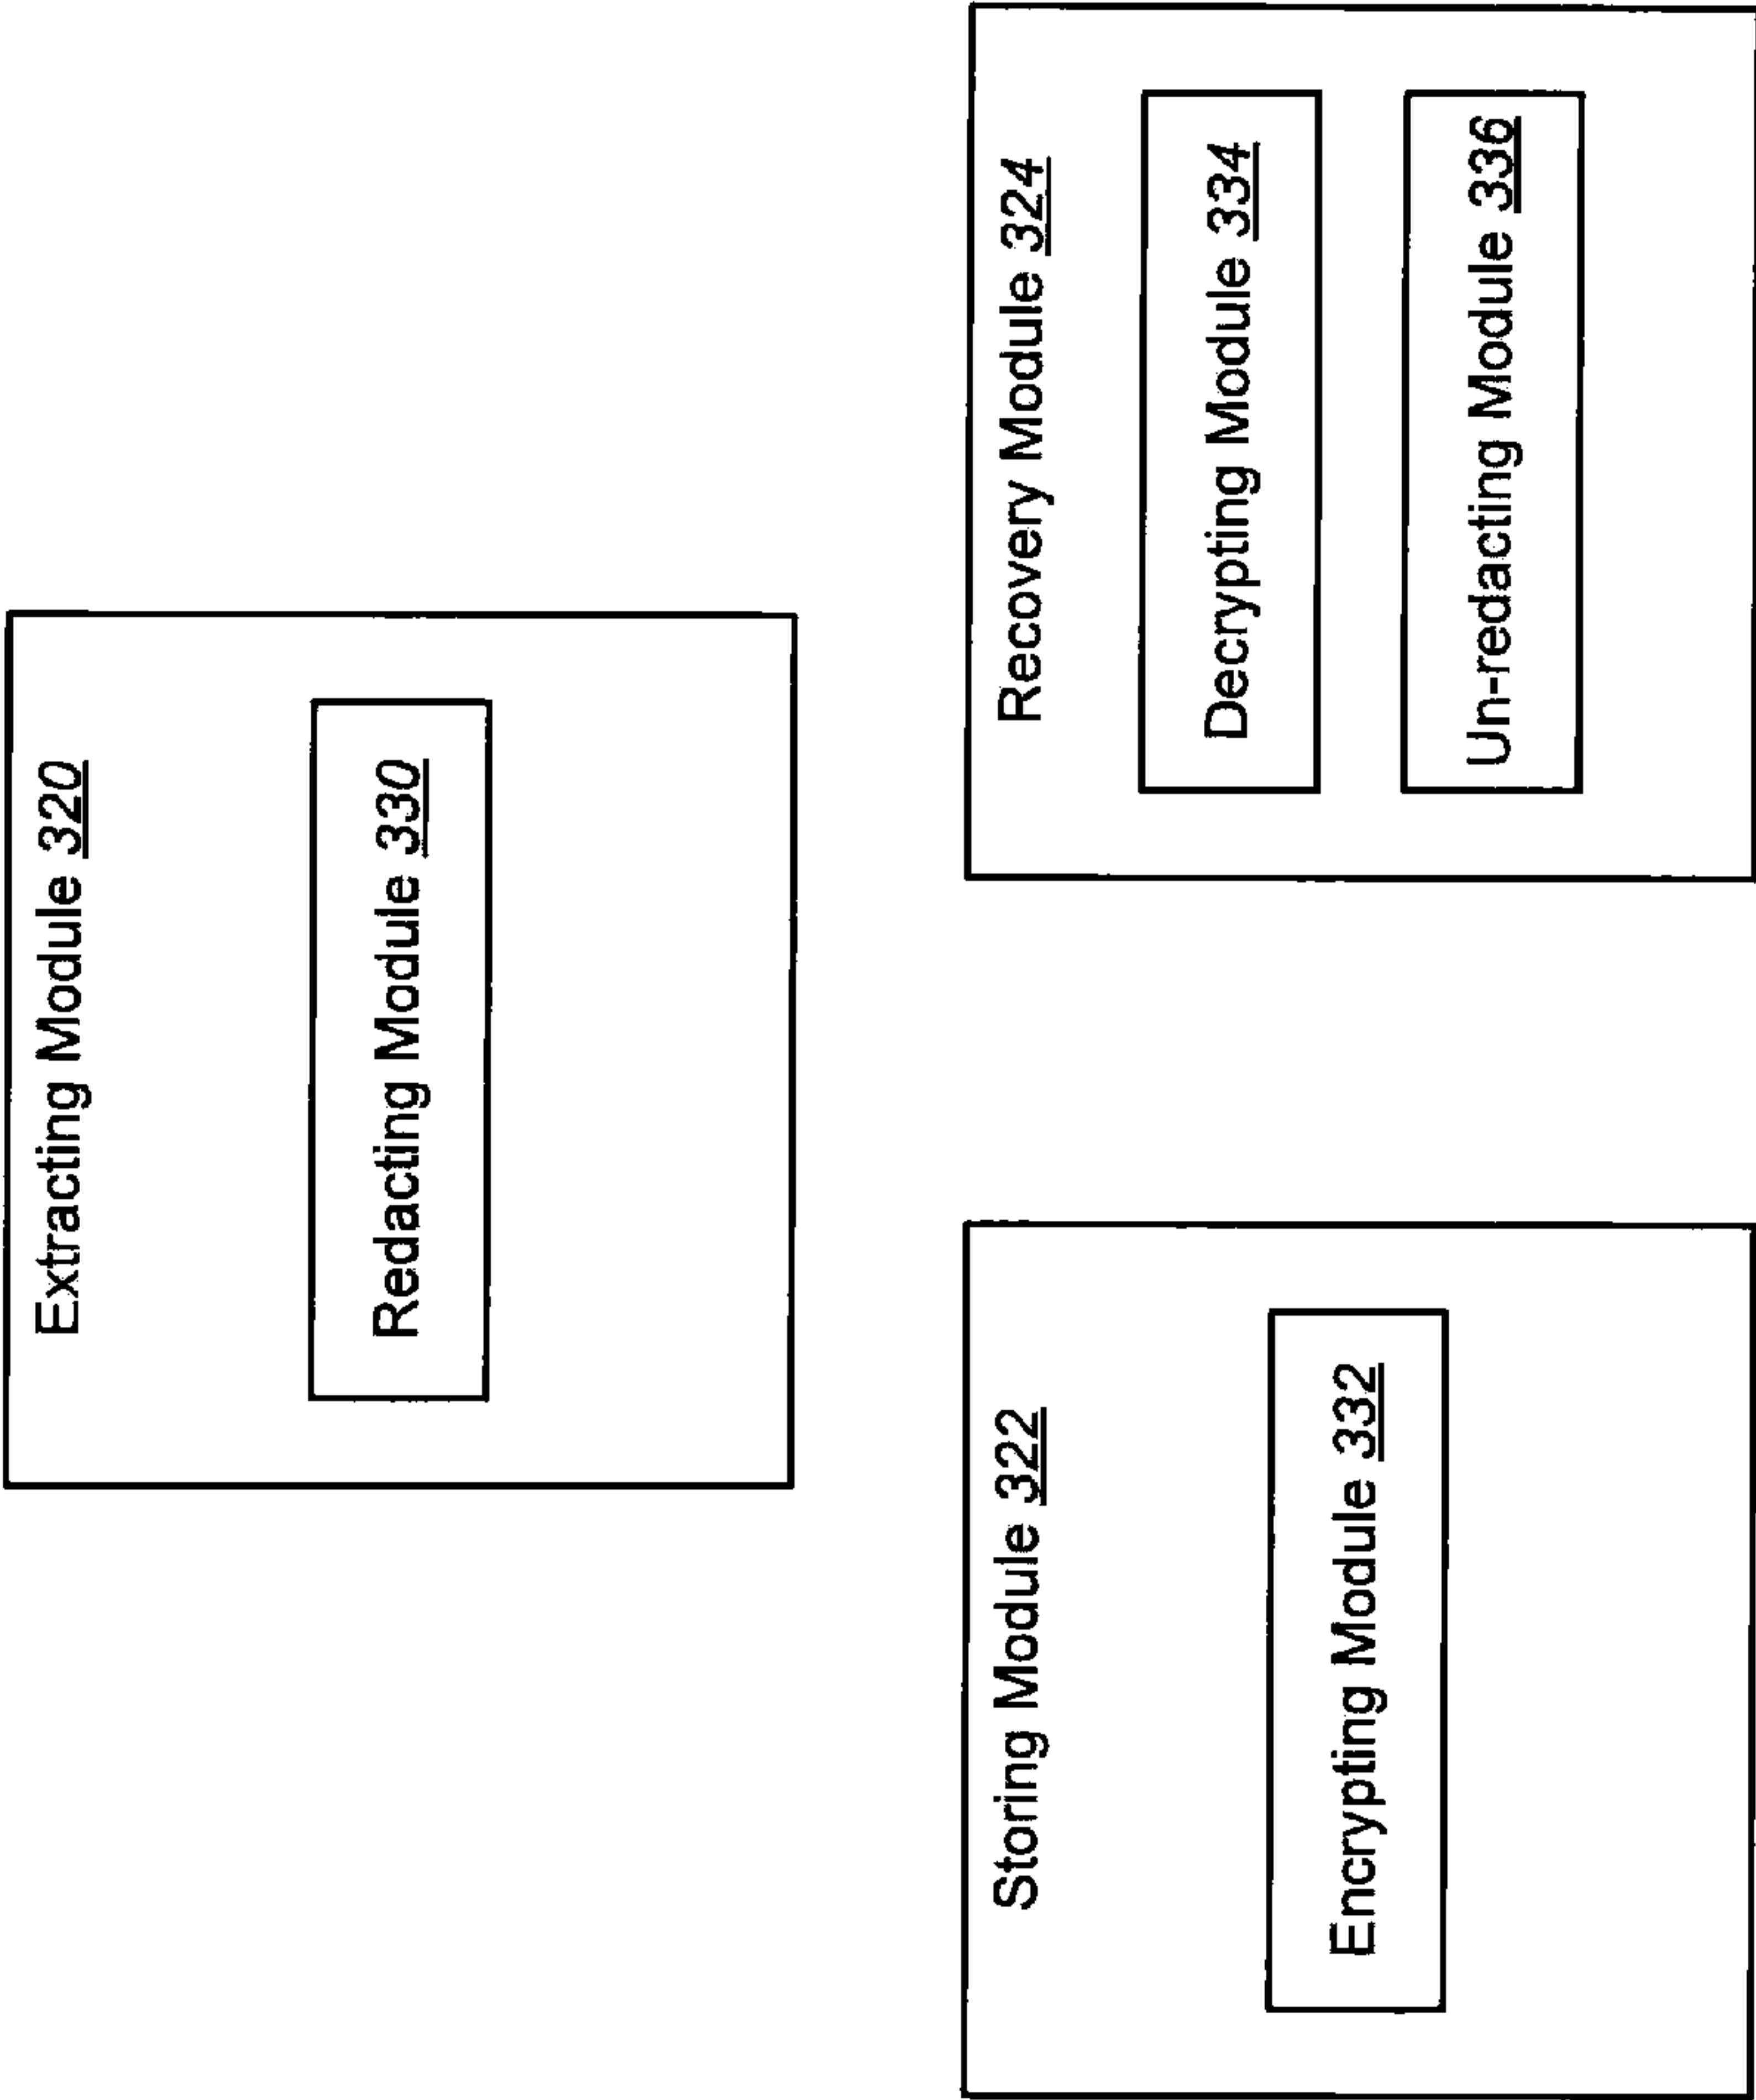 Extracting Module 320
Redacting Module 330
Storing Module 322
Encrypting Module 332
Recovery Module 324
Decrypting Module 334
Un-redacting Module 336